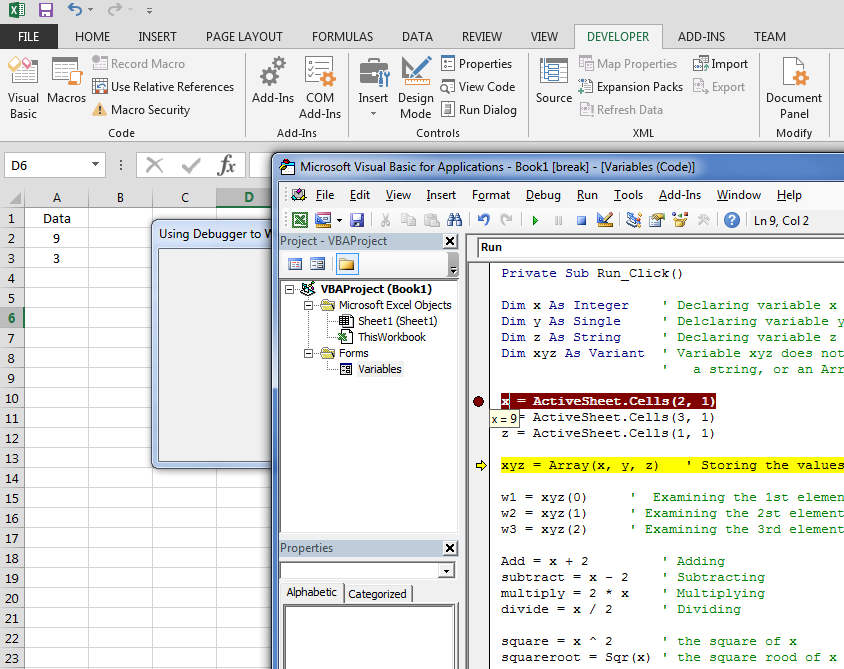 FILE HOME INSERT PAGE LAYOUT FORMULAS DATA REVIEW VIEW DEVELOPER ADD-INS TEAM
Visual Basic
Macros
Record Macro
Use Relative References
Macro Security
Code
Add-Ins
COM Add-Ins
Add-Ins
Insert
Design Mode
Properties
View Code
Run Dialog
Controls
Source
Map Properties
Expansion Packs
Refresh Data
Import
Export
XML
Document Panel
Modify
D6 fx
A B C D
1 Data
2 9
3 3
4
5
6
7
8
9
10
11
12
13
14
15
16
17
18
19
20
21
22
23
Using Debugger to
Microsoft Visual Basic for Applications - Book1 [break] - [Variables (Code)]
File Edit View Insert Format Debug Run Tools Add-Ins Window Help
Ln 9, Col 2
Project - VBAProject
VBAProject (Book1)
Microsoft Excel Objects
Sheet1 (Sheet1)
ThisWorkbook
Forms
Variables
Properties
Alphabetic Categorized
Run
Private Sub Run_Click()
Dim x As Integer ' Declaring variable x
Dim y As Single ' Delclaring variable y
Dim z As String ' Declaring variable z
Dim xyz As Variant ' Variable xyz does not
' a string, or an Arr
x = ActiveSheet.Cells(2, 1)
x = 9
= ActiveSheet.Cells(3, 1)
z = ActiveSheet.Cells(1, 1)
xyz = Array(x, y, z) ' Storing the values
w1 = xyz(0) ' Examining the 1st elemen
w2 = xyz(1) ' Examining the 2st element
w3 = xyz(2) ' Examining the 3rd element
Add = x + 2 ' Adding
subtract = x - 2 ' Subtracting
multiply = 2 * x ' Multiplying
divide = x / 2 ' Dividing
square = x ^ 2 ' the square of x
squareroot = Sqr(x) ' the square rood of x